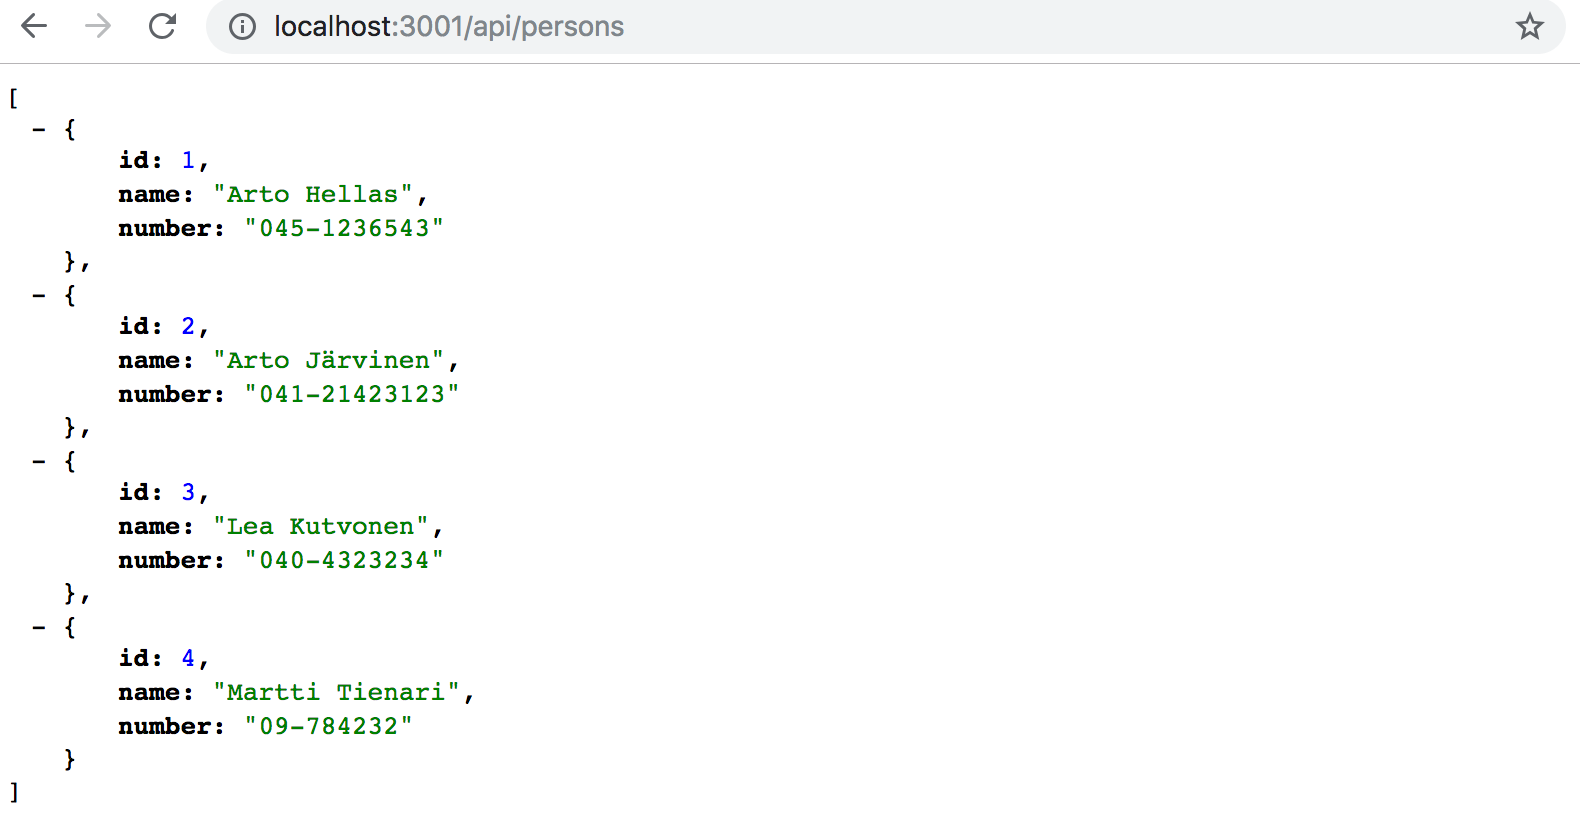 localhost:3001/api/persons
[
- {
id: 1,
name: "Arto Hellas",
number: "045-1236543"
},
- {
id: 2,
name: "Arto Järvinen",
number: "041-21423123"
},
- {
id: 3,
name: "Lea Kutvonen",
number: "040-4323234"
},
- {
id: 4,
name: "Martti Tienari",
number: "09-784232"
}
]